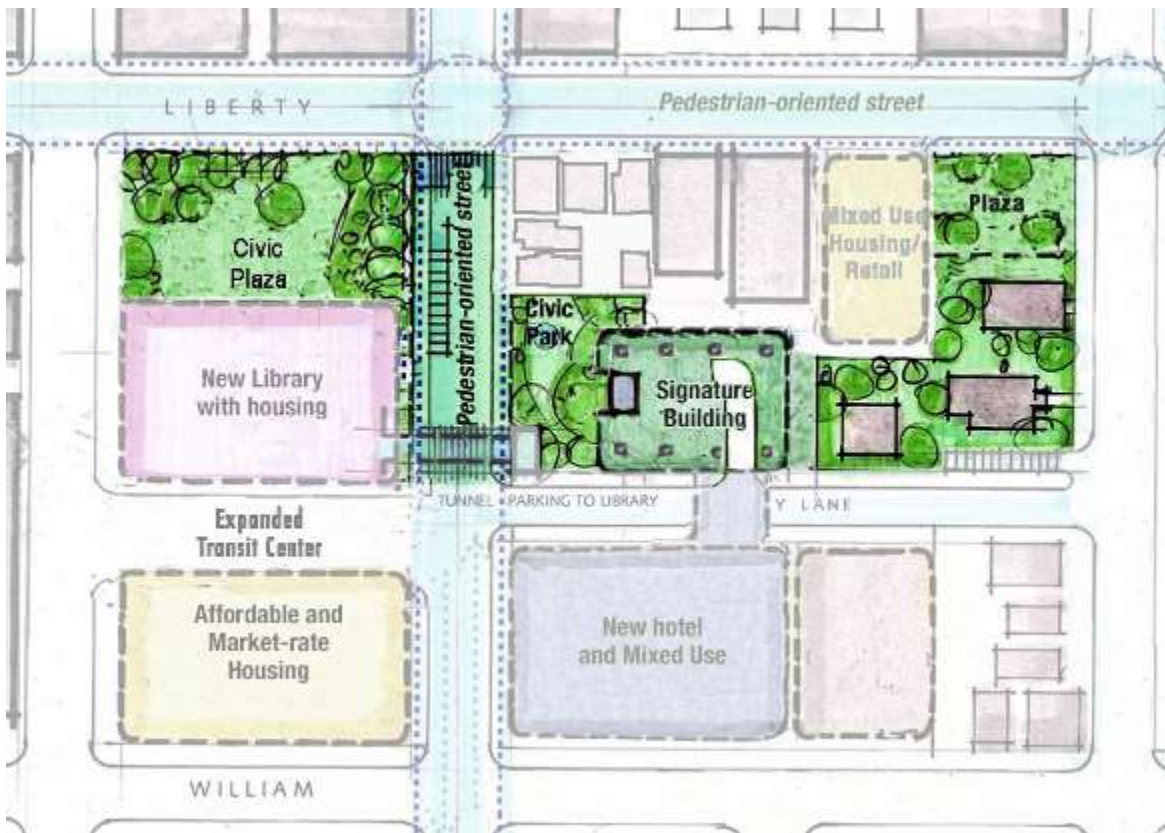 LIBERTY
Pedestrian-oriented street
Pedestrian-oriented street
Civic
Plaza
Plaza
Mixed Use
Housing/
Retail
Civic
Park
New Library
with housing
Signature
Building
TUNNEL PARKING TO LIBRARY
Y LANE
Expanded
Transit Center
Affordable and
Market-rate
Housing
New hotel
and Mixed Use
WILLIAM